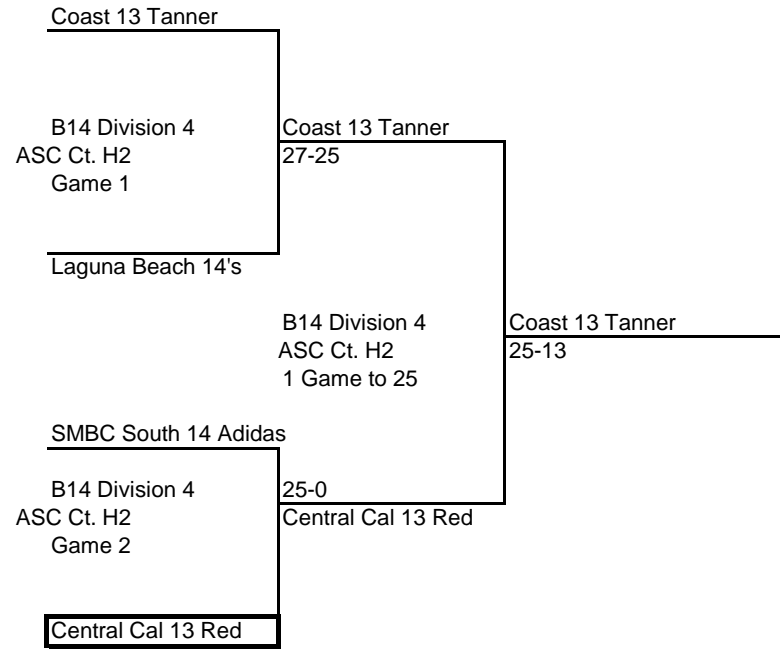 Coast 13 Tanner
B14 Division 4
ASC Ct. H2
Game 1
Coast 13 Tanner
27-25
Laguna Beach 14's
B14 Division 4
ASC Ct. H2
1 Game to 25
Coast 13 Tanner
25-13
SMBC South 14 Adidas
B14 Division 4
ASC Ct. H2
Game 2
25-0
Central Cal 13 Red
Central Cal 13 Red